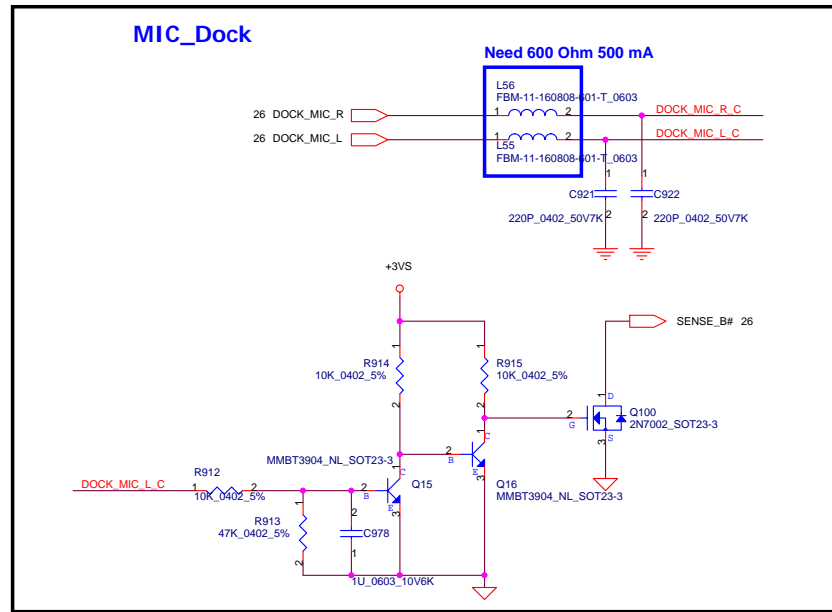 MIC_Dock
Need 600 Ohm 500 mA
L56
FBM-11-160808-601-T_0603
26 DOCK_MIC_R
1
2
DOCK_MIC_R_C
26 DOCK_MIC_L
1
2
DOCK_MIC_L_C
L55
FBM-11-160808-601-T_0603
1
1
C921
C922
2
2
220P_0402_50V7K
220P_0402_50V7K
+3VS
SENSE_B# 26
1
1
R914
10K_0402_5%
R915
10K_0402_5%
2
2
1
D
2
G
Q100
2N7002_SOT23-3
3
S
1
C
2
B
MMBT3904_NL_SOT23-3
E
3
Q16
MMBT3904_NL_SOT23-3
1
C
Q15
DOCK_MIC_L_C
R912
1
2
10K_0402_5%
2
B
E
3
1
R913
47K_0402_5%
2
2
C978
1
1U_0603_10V6K